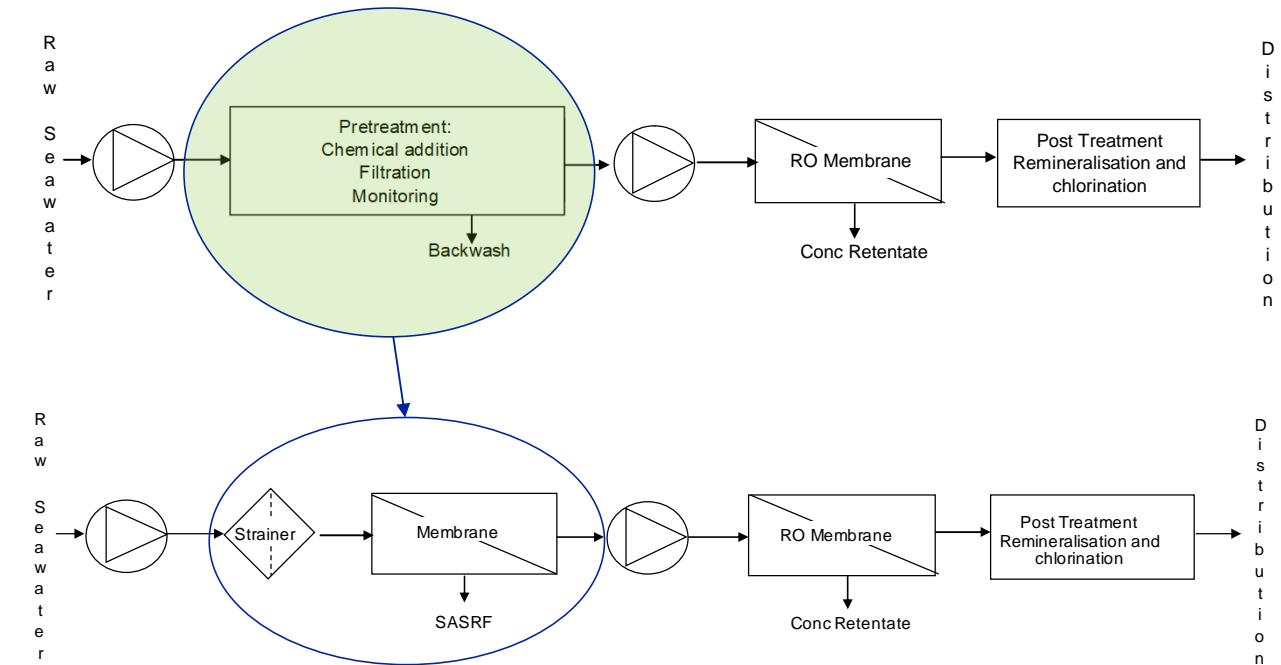 Raw Seawater
Pretreatment:
Chemical addition
Filtration
Monitoring
Backwash
RO Membrane
Conc Retentate
Post Treatment
Remineralisation and
chlorination
Distribution
Raw Seawater
Strainer
Membrane
SASRF
RO Membrane
Conc Retentate
Post Treatment
Remineralisation and
chlorination
Distribution